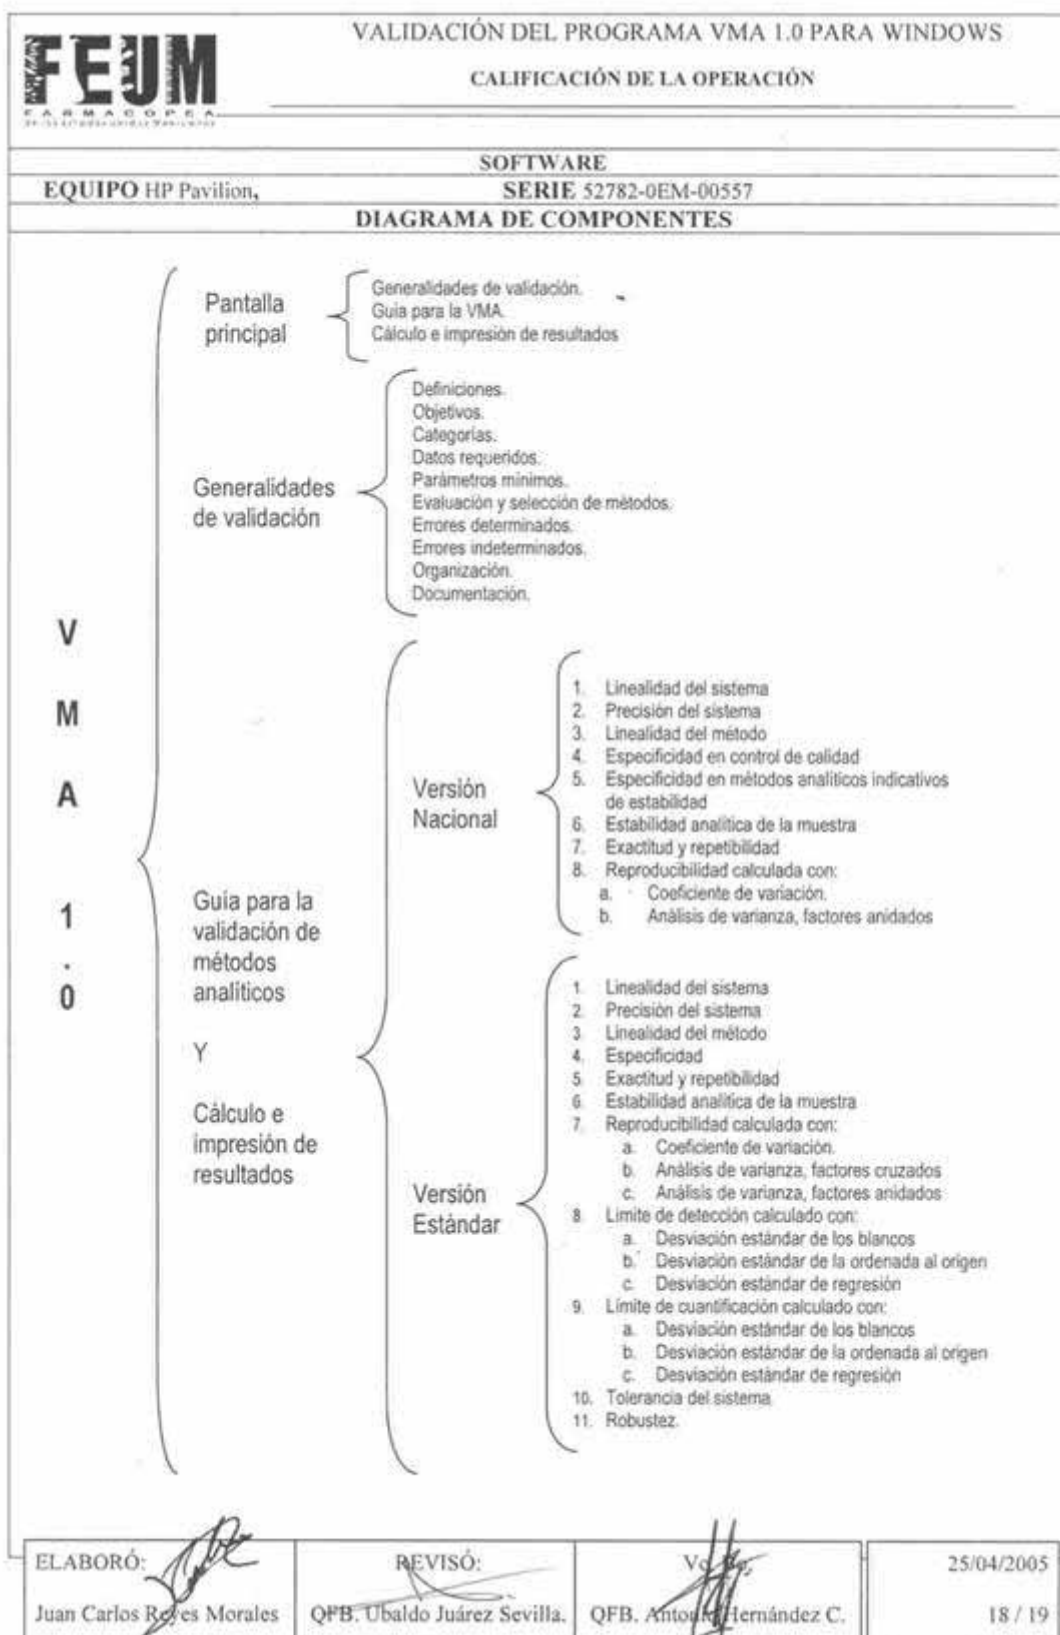 FEUM
FARMACOPEA
VALIDACIÓN DEL PROGRAMA VMA 1.0 PARA WINDOWS
CALIFICACIÓN DE LA OPERACIÓN
SOFTWARE
EQUIPO HP Pavilion, SERIE 52782-0EM-00557
DIAGRAMA DE COMPONENTES
V
M
A
1
.
0
Pantalla
principal
Generalidades de validación.
Guía para la VMA.
Cálculo e impresión de resultados
Generalidades
de validación
Definiciones.
Objetivos.
Categorías.
Datos requeridos.
Parámetros mínimos.
Evaluación y selección de métodos.
Errores determinados.
Errores indeterminados.
Organización.
Documentación.
Guía para la
validación de
métodos
analíticos
Y
Cálculo e
impresión de
resultados
Versión
Nacional
1. Linealidad del sistema
2. Precisión del sistema
3. Linealidad del método
4. Especificidad en control de calidad
5. Especificidad en métodos analíticos indicativos
de estabilidad
6. Estabilidad analítica de la muestra
7. Exactitud y repetibilidad
8. Reproducibilidad calculada con:
a. Coeficiente de variación.
b. Análisis de varianza, factores anidados
Versión
Estándar
1. Linealidad del sistema
2. Precisión del sistema
3. Linealidad del método
4. Especificidad
5. Exactitud y repetibilidad
6. Estabilidad analítica de la muestra
7. Reproducibilidad calculada con:
a. Coeficiente de variación.
b. Análisis de varianza, factores cruzados
c. Análisis de varianza, factores anidados
8. Límite de detección calculado con:
a. Desviación estándar de los blancos
b. Desviación estándar de la ordenada al origen
c. Desviación estándar de regresión
9. Límite de cuantificación calculado con:
a. Desviación estándar de los blancos
b. Desviación estándar de la ordenada al origen
c. Desviación estándar de regresión
10. Tolerancia del sistema
11. Robustez.
ELABORÓ:
Juan Carlos Reyes Morales
REVISÓ:
QFB. Ubaldo Juárez Sevilla.
Vo. Bo.
QFB. Antonio Hernández C.
25/04/2005
18 / 19